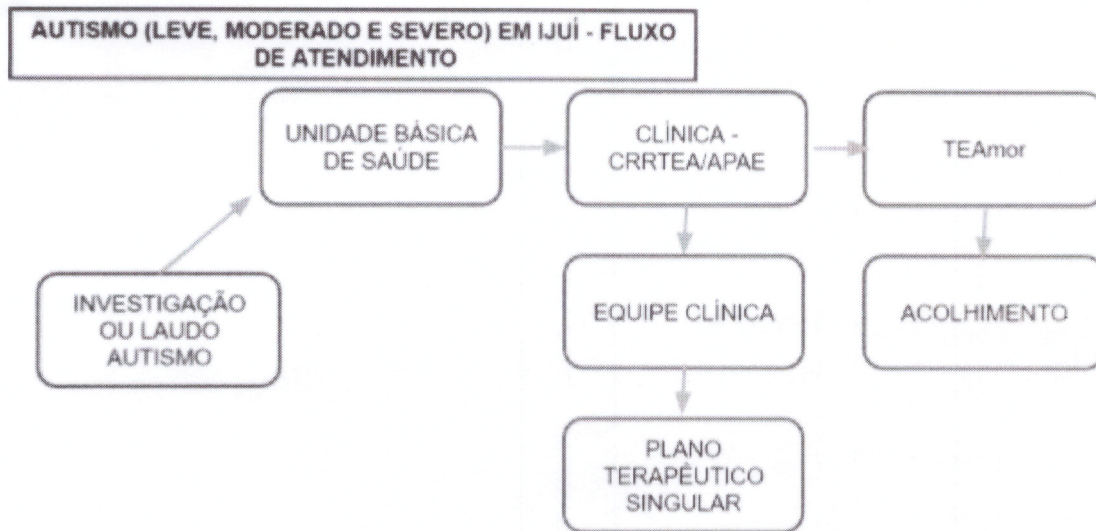 AUTISMO (LEVE, MODERADO E SEVERO) EM IJUÍ - FLUXO
DE ATENDIMENTO
UNIDADE BÁSICA
DE SAÚDE
CLÍNICA -
CRRTEA/APAE
TEAmor
INVESTIGAÇÃO
OU LAUDO
AUTISMO
EQUIPE CLÍNICA
ACOLHIMENTO
PLANO
TERAPÊUTICO
SINGULAR